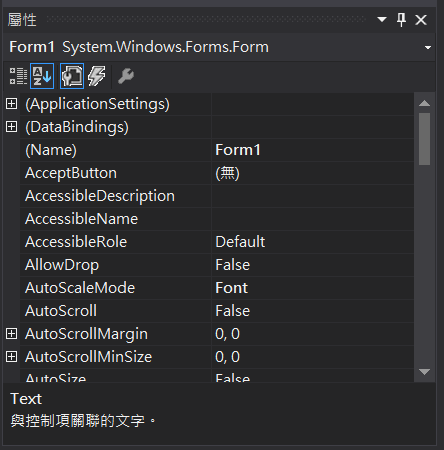 屬性
Form1 System.Windows.Forms.Form
(ApplicationSettings)
(DataBindings)
(Name) Form1
AcceptButton (無)
AccessibleDescription
AccessibleName
AccessibleRole Default
AllowDrop False
AutoScaleMode Font
AutoScroll False
AutoScrollMargin 0, 0
AutoScrollMinSize 0, 0
AutoSize False
Text
與控制項關聯的文字。